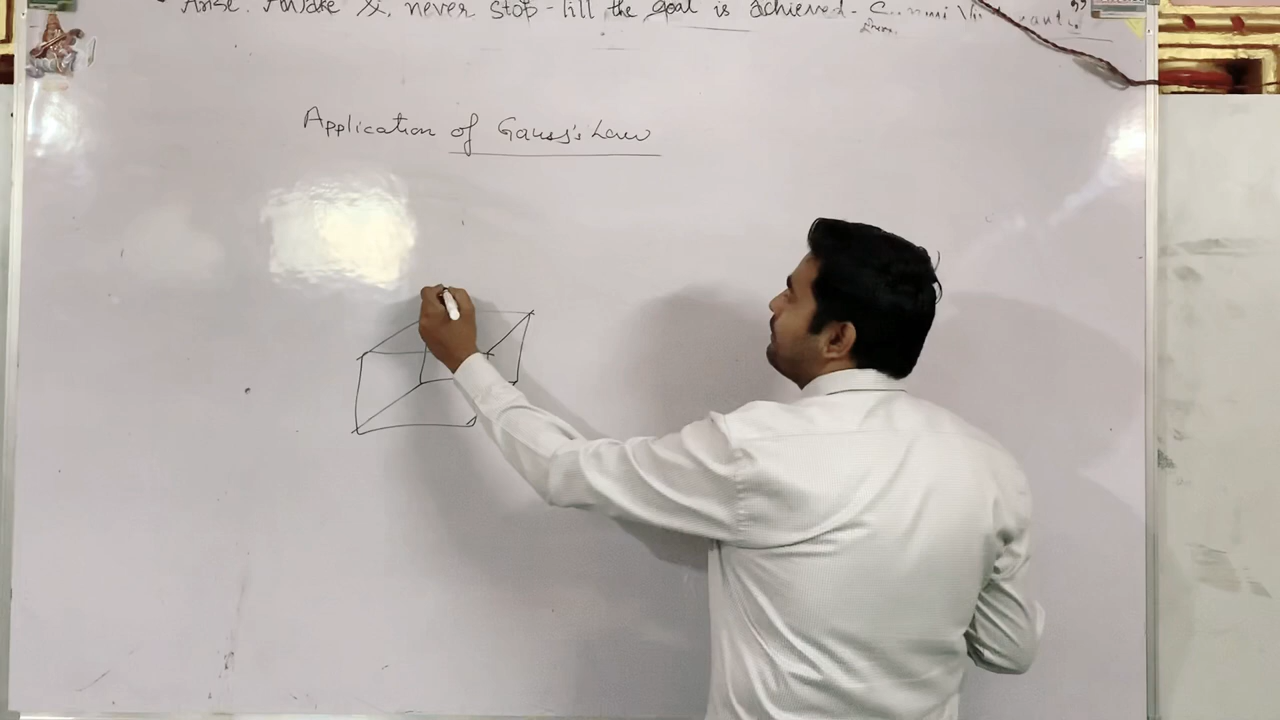 Arise. Awake &. never stop-till the goal is achieved-
Application of Gauss's Law